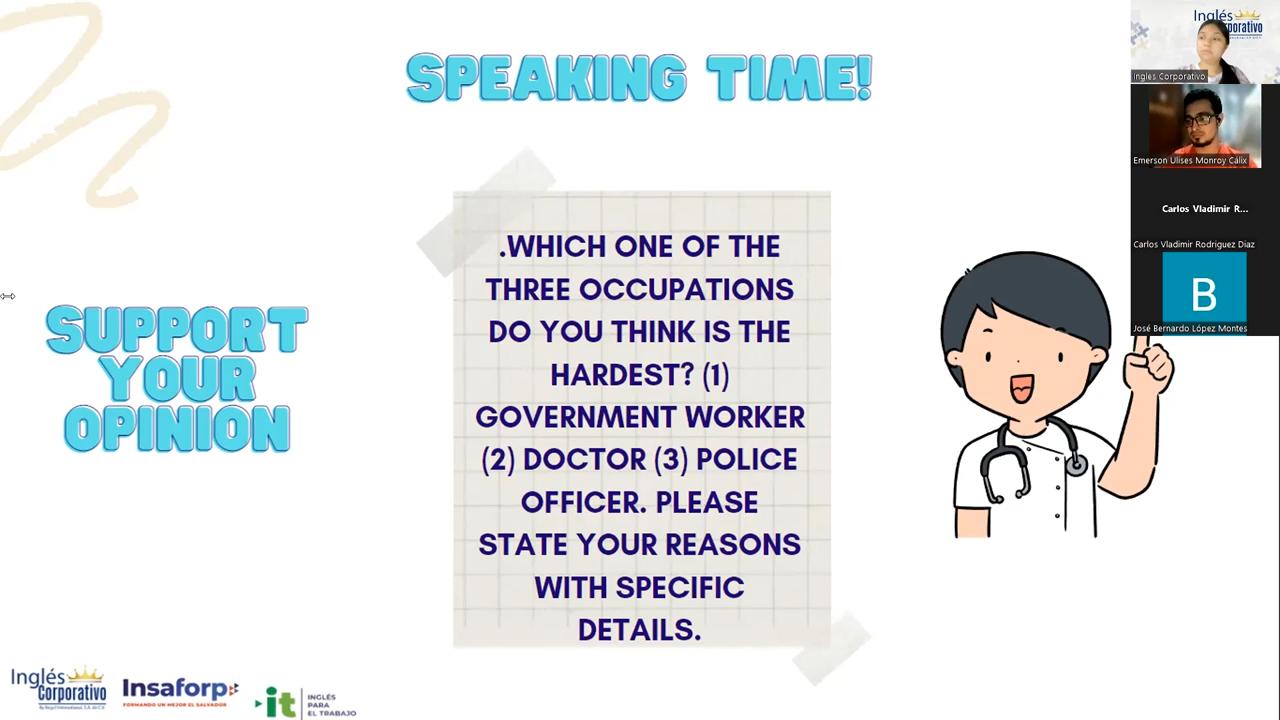 SPEAKING TIME!
SUPPORT
YOUR
OPINION
.WHICH ONE OF THE
THREE OCCUPATIONS
DO YOU THINK IS THE
HARDEST? (1)
GOVERNMENT WORKER
(2) DOCTOR (3) POLICE
OFFICER. PLEASE
STATE YOUR REASONS
WITH SPECIFIC
DETAILS.
Inglés
Corporativo
Ingles Corporativo
Emerson Ulises Monroy Cálix
Carlos Vladimir R...
Carlos Vladimir Rodriguez Diaz
B
José Bernardo López Montes
Inglés
Corporativo
Insaforp
FORMANDO UN MEJOR EL SALVADOR
it
INGLÉS
PARA
EL TRABAJO